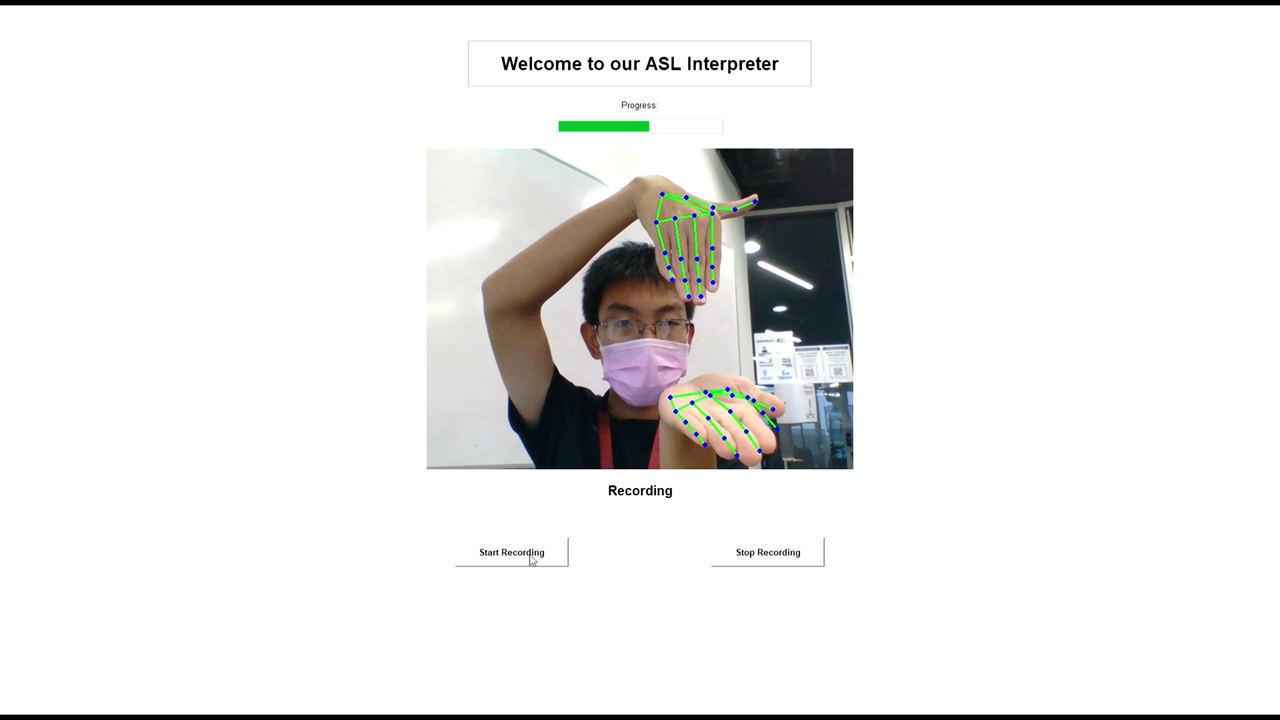 Welcome to our ASL Interpreter
Progress:
Recording
Start Recording
Stop Recording